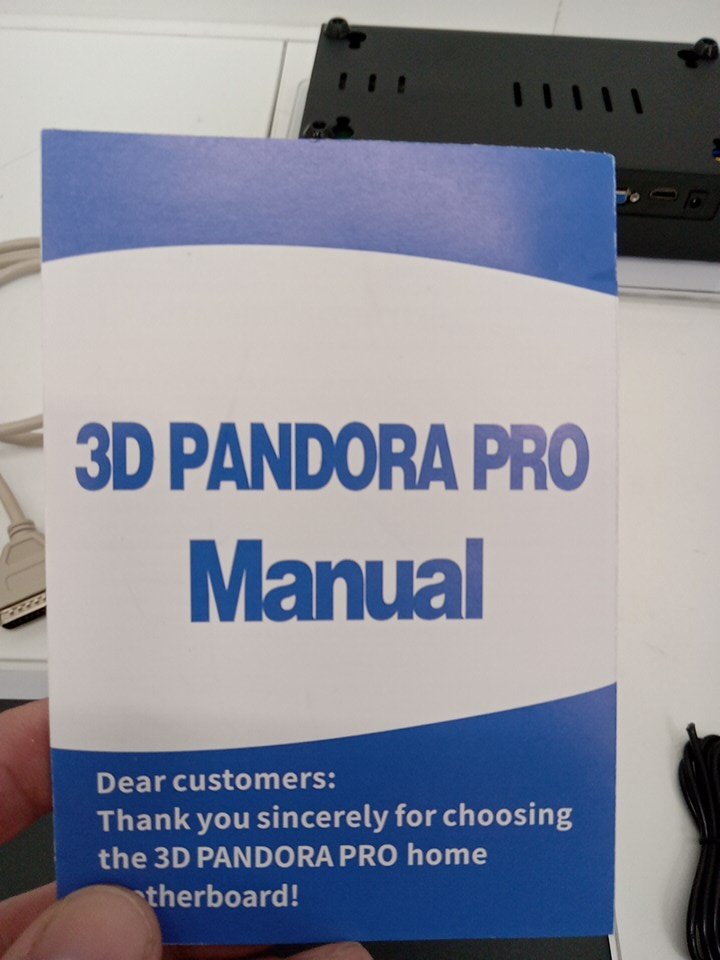 3D PANDORA PRO
Manual
Dear customers:
Thank you sincerely for choosing
the 3D PANDORA PRO home